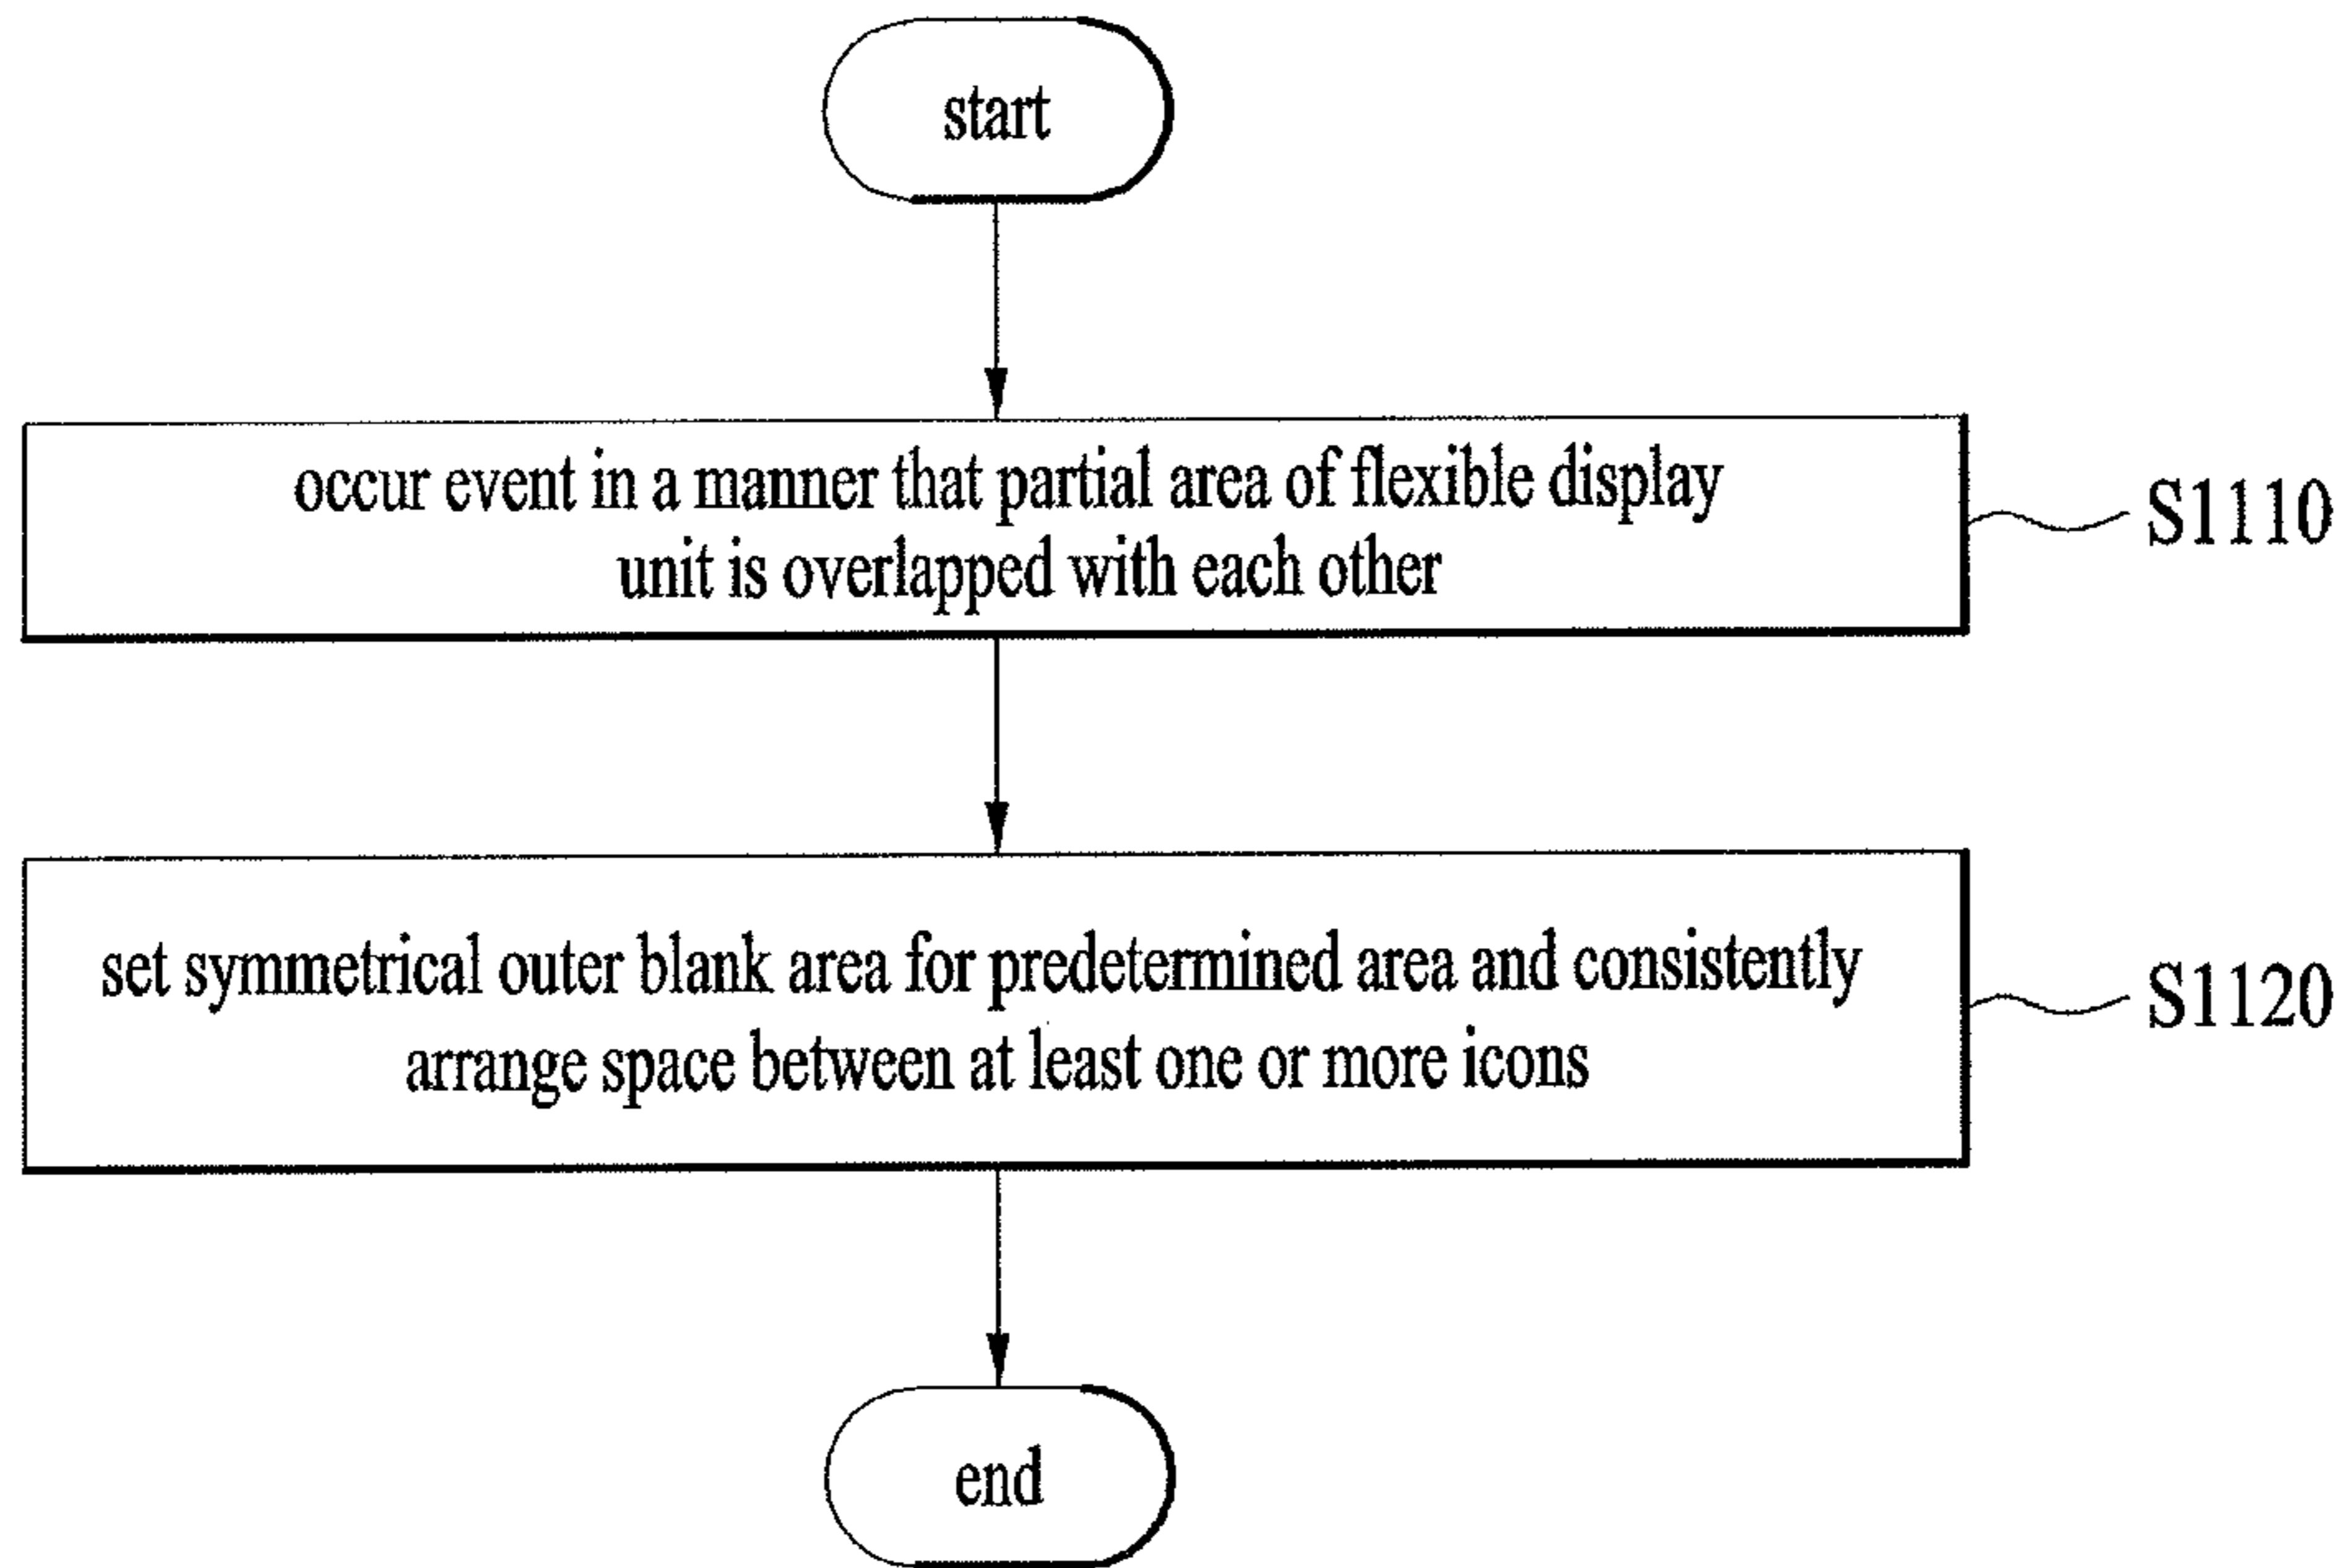 start
occur event in a manner that partial area of flexible display
unit is overlapped with each other
S1110
set symmetrical outer blank area for predetermined area and consistently
arrange space between at least one or more icons
S1120
end